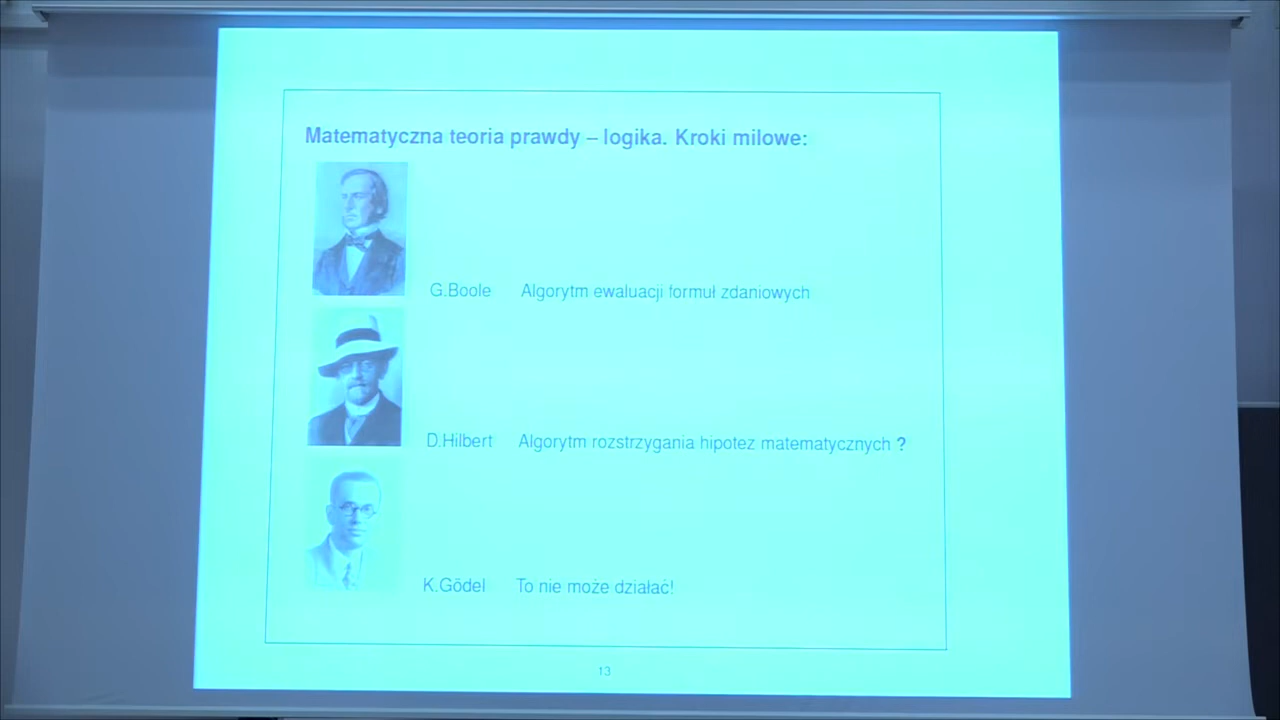 Matematyczna teoria prawdy – logika. Kroki milowe:
G.Boole Algorytm ewaluacji formuł zdaniowych
D.Hilbert Algorytm rozstrzygania hipotez matematycznych ?
K.Gödel To nie może działać!
13